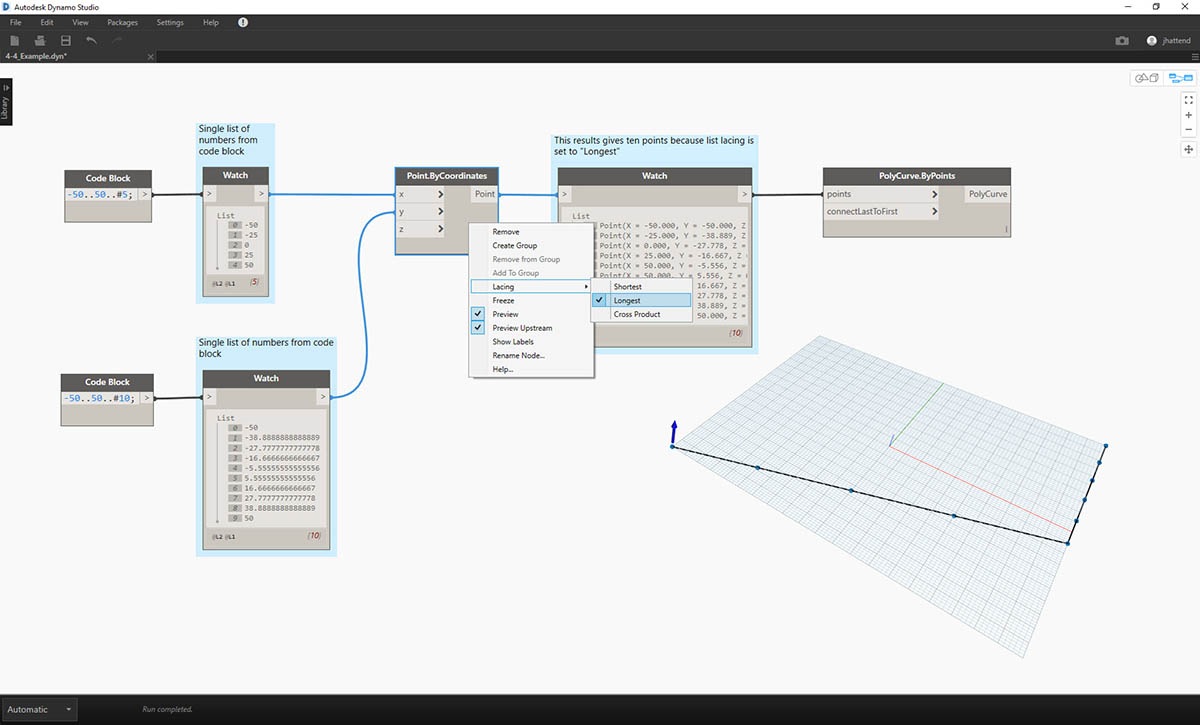 Autodesk Dynamo Studio
File Edit View Packages Settings Help
jhattend
4-4_Example.dyn*
Library
Single list of
numbers from
code block
Code Block
-50..50..#5;
>
Watch
> >
List
0 -50
1 -25
2 0
3 25
4 50
@L2 @L1 {5}
Point.ByCoordinates
x > Point
y >
z >
This results gives ten points because list lacing is
set to "Longest"
Watch
> >
List
Point(X = -50.000, Y = -50.000, Z
Point(X = -25.000, Y = -38.889, Z =
Point(X = 0.000, Y = -27.778, Z =
Point(X = 25.000, Y = -16.667, Z =
Point(X = 50.000, Y = -5.556, Z =
Point(X = 50.000, Y = 5.556, Z =
16.667, Z =
27.778, Z =
38.889, Z =
50.000, Z =
{10}
PolyCurve.ByPoints
points > PolyCurve
connectLastToFirst >
Remove
Create Group
Remove from Group
Add To Group
Lacing
Freeze
Preview
Preview Upstream
Show Labels
Rename Node...
Help...
Shortest
Longest
Cross Product
Single list of numbers from code
block
Code Block
-50..50..#10;
>
Watch
> >
List
0 -50
1 -38.8888888888889
2 -27.7777777777778
3 -16.6666666666667
4 -5.55555555555556
5 5.55555555555556
6 16.6666666666667
7 27.7777777777778
8 38.8888888888889
9 50
@L2 @L1 {10}
Automatic
Run completed.